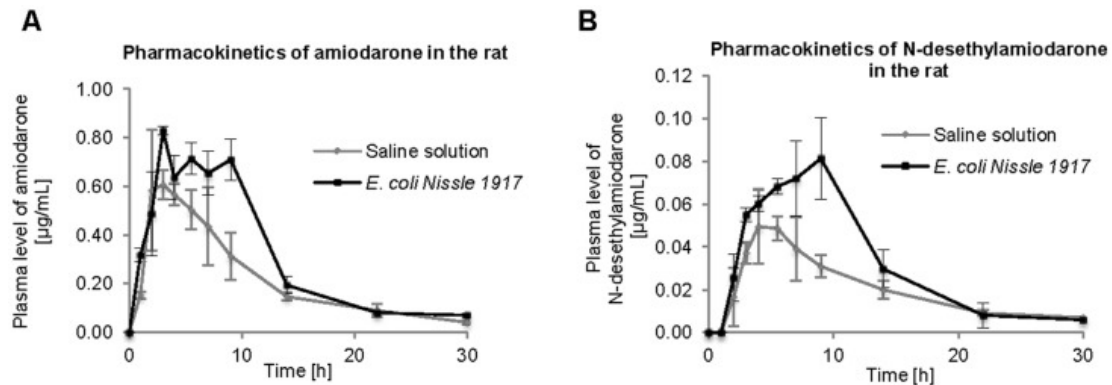 A
Pharmacokinetics of amiodarone in the rat
Plasma level of amiodarone
[µg/mL]
1.00
0.80
0.60
0.40
0.20
0.00
Saline solution
E. coli Nissle 1917
0
10
20
30
Time [h]
B
Pharmacokinetics of N-desethylamiodarone
in the rat
Plasma level of
N-desethylamiodarone
[µg/mL]
0.12
0.10
0.08
0.06
0.04
0.02
0.00
Saline solution
E. coli Nissle 1917
0
10
20
30
Time [h]